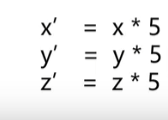 x′ = x * 5
y′ = y * 5
z′ = z * 5